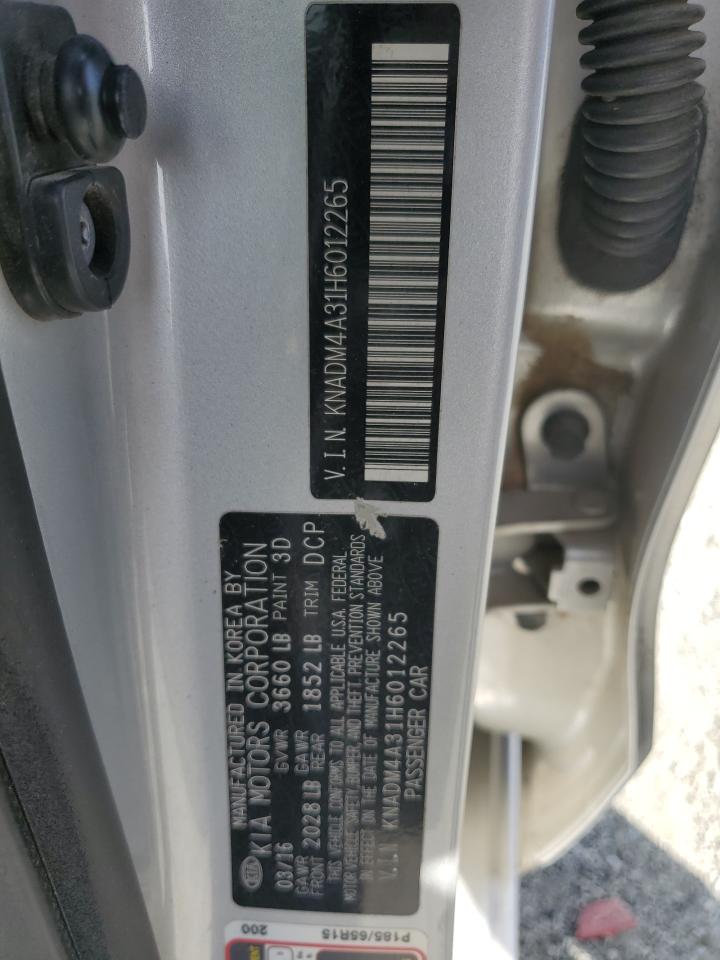 V.I.N. KNADM4A31H6012265
MANUFACTURED IN KOREA BY
KIA KIA MOTORS CORPORATION
03/16 GVWR 3660 LB PAINT 3D
GAWR FRONT 2028 LB GAWR REAR 1852 LB TRIM DCP
THIS VEHICLE CONFORMS TO ALL APPLICABLE U.S.A. FEDERAL
MOTOR VEHICLE SAFETY, BUMPER, AND THEFT PREVENTION STANDARDS
IN EFFECT ON THE DATE OF MANUFACTURE SHOWN ABOVE
V.I.N KNADM4A31H6012265
PASSENGER CAR
200
P185/65R15